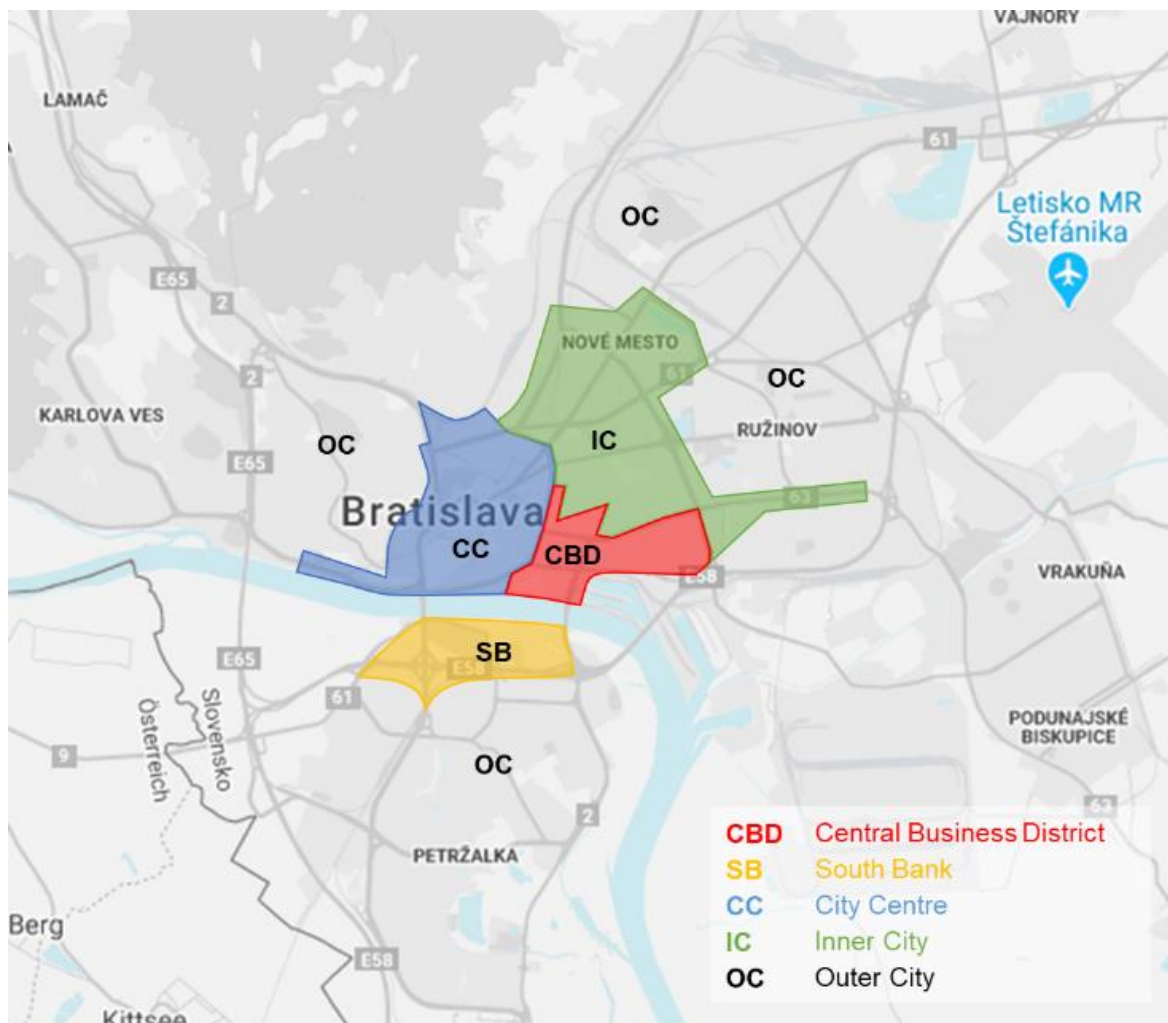 VAJNORY
LAMAČ
61
OC
Letisko MR
Štefánika
E65
2
NOVÉ MESTO
61
2
OC
KARLOVA VES
RUŽINOV
OC
IC
E65
63
Bratislava
CC
CBD
E58
VRAKUŇA
SB
E58
E65
61
Slovensko
Österreich
9
PODUNAJSKÉ
BISKUPICE
OC
63
2
CBD Central Business District
PETRŽALKA
SB South Bank
CC City Centre
Berg
IC Inner City
E58
OC Outer City
Kittsee